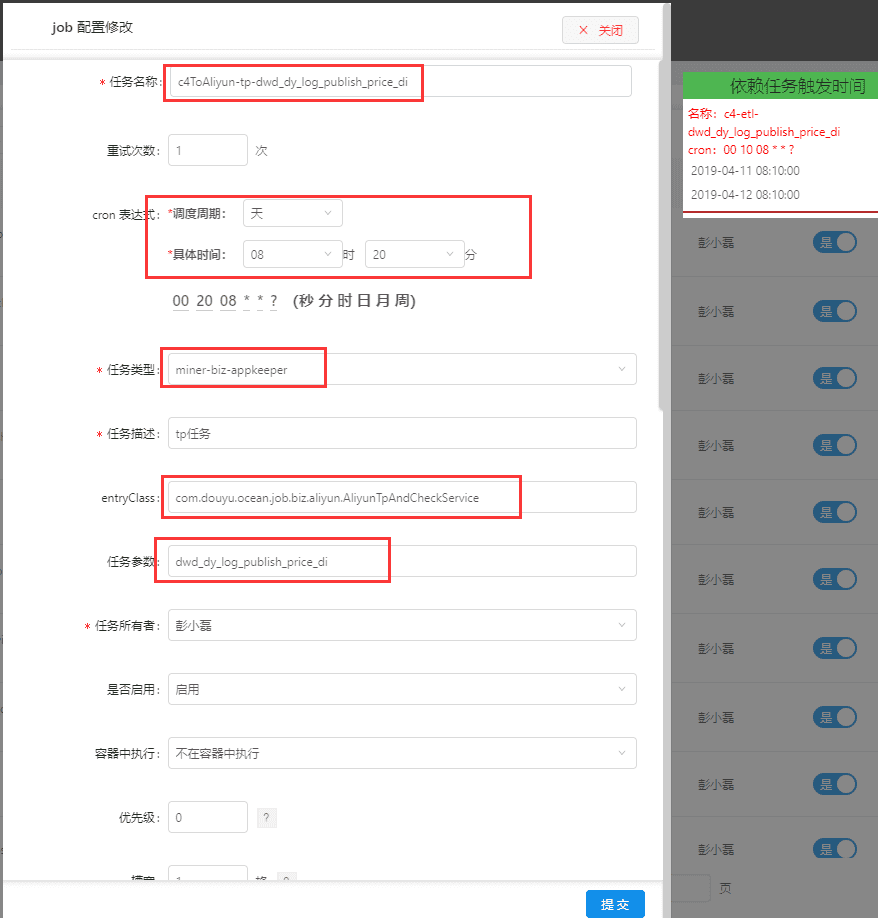 job 配置修改
× 关闭
* 任务名称: c4ToAliyun-tp-dwd_dy_log_publish_price_di
重试次数: 1 次
cron 表达式: *调度周期: 天
*具体时间: 08 时 20 分
00 20 08 * * ? (秒 分 时 日 月 周)
* 任务类型: miner-biz-appkeeper
* 任务描述: tp任务
entryClass: com.douyu.ocean.job.biz.aliyun.AliyunTpAndCheckService
任务参数: dwd_dy_log_publish_price_di
* 任务所有者: 彭小磊
是否启用: 启用
容器中执行: 不在容器中执行
优先级: 0 ?
提 交
依赖任务触发时间
名称: c4-etl-
dwd_dy_log_publish_price_di
cron: 00 10 08 * * ?
2019-04-11 08:10:00
2019-04-12 08:10:00
彭小磊 是
彭小磊 是
彭小磊 是
彭小磊 是
彭小磊 是
彭小磊 是
彭小磊 是
彭小磊 是
彭小磊 是
彭小磊 是
页